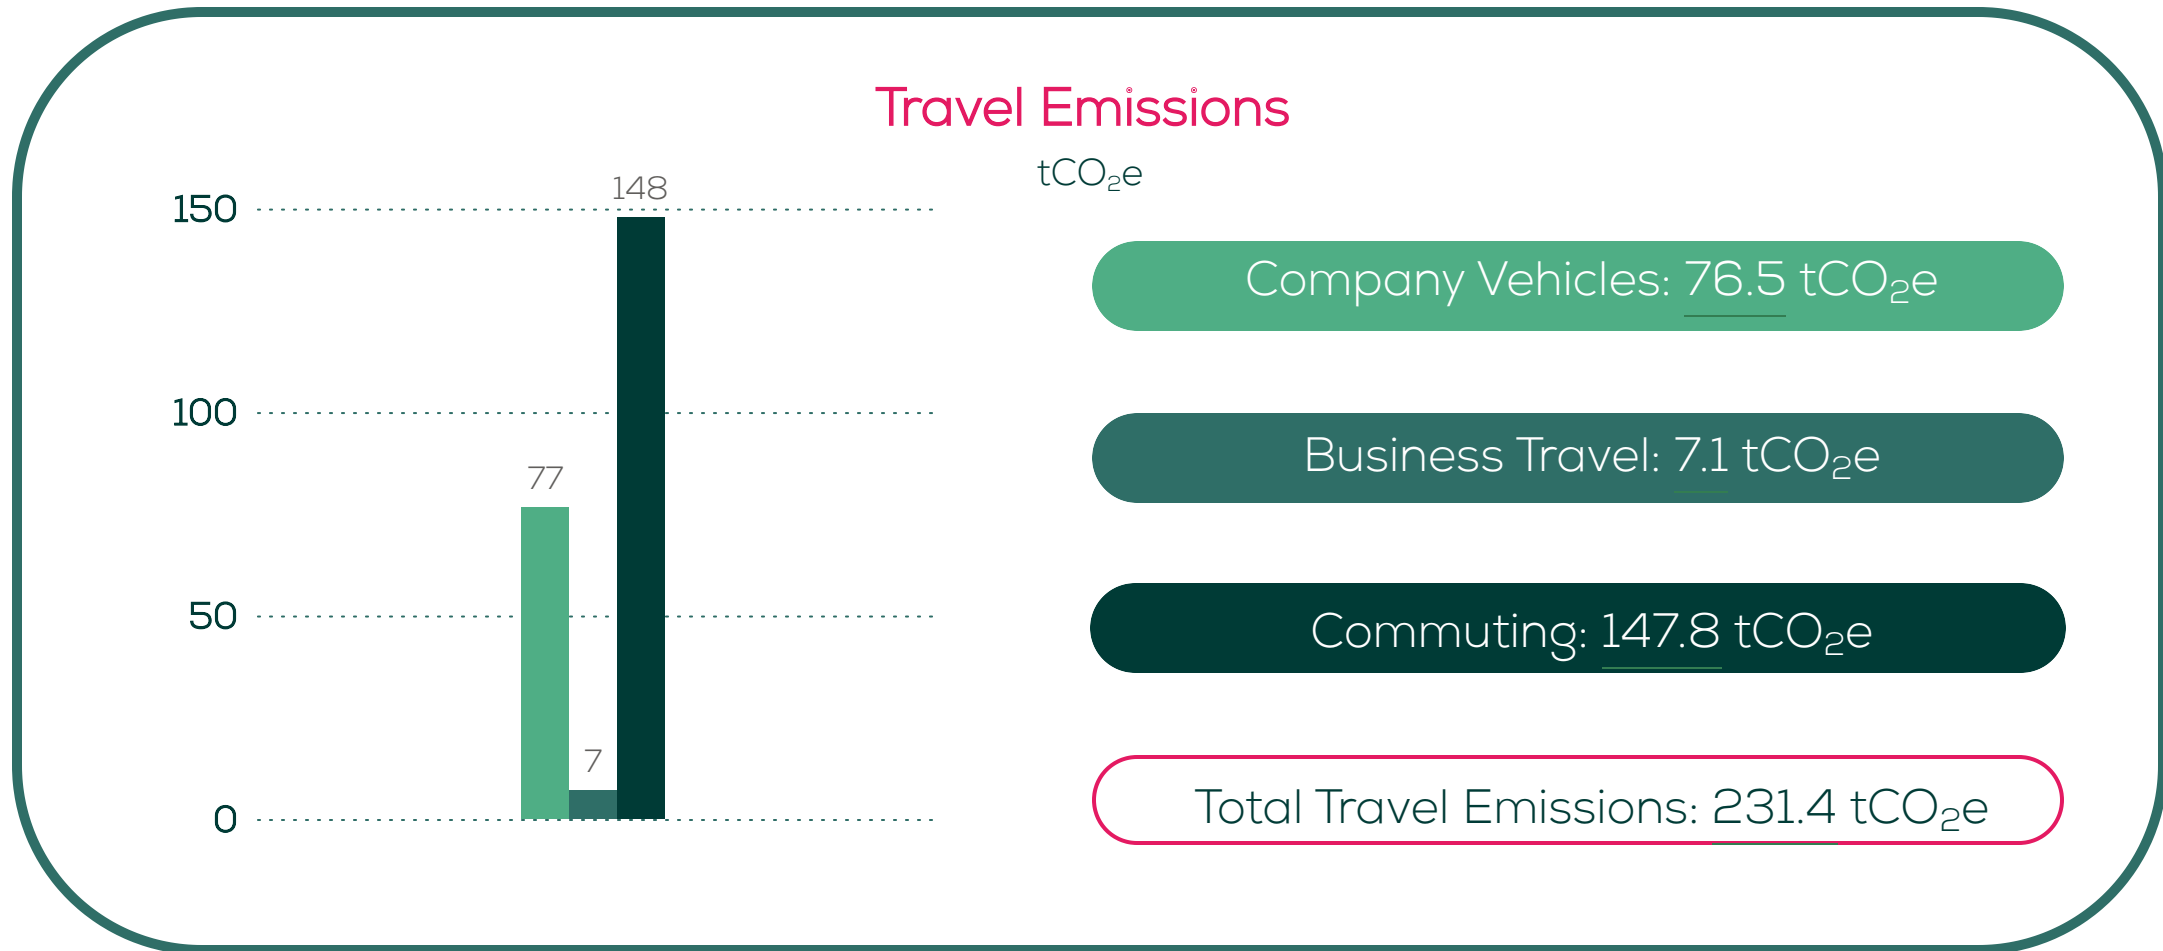 Travel Emissions
tCO₂e
148
150
100
77
50
7
0
Company Vehicles: 76.5 tCO₂e
Business Travel: 7.1 tCO₂e
Commuting: 147.8 tCO₂e
Total Travel Emissions: 231.4 tCO₂e